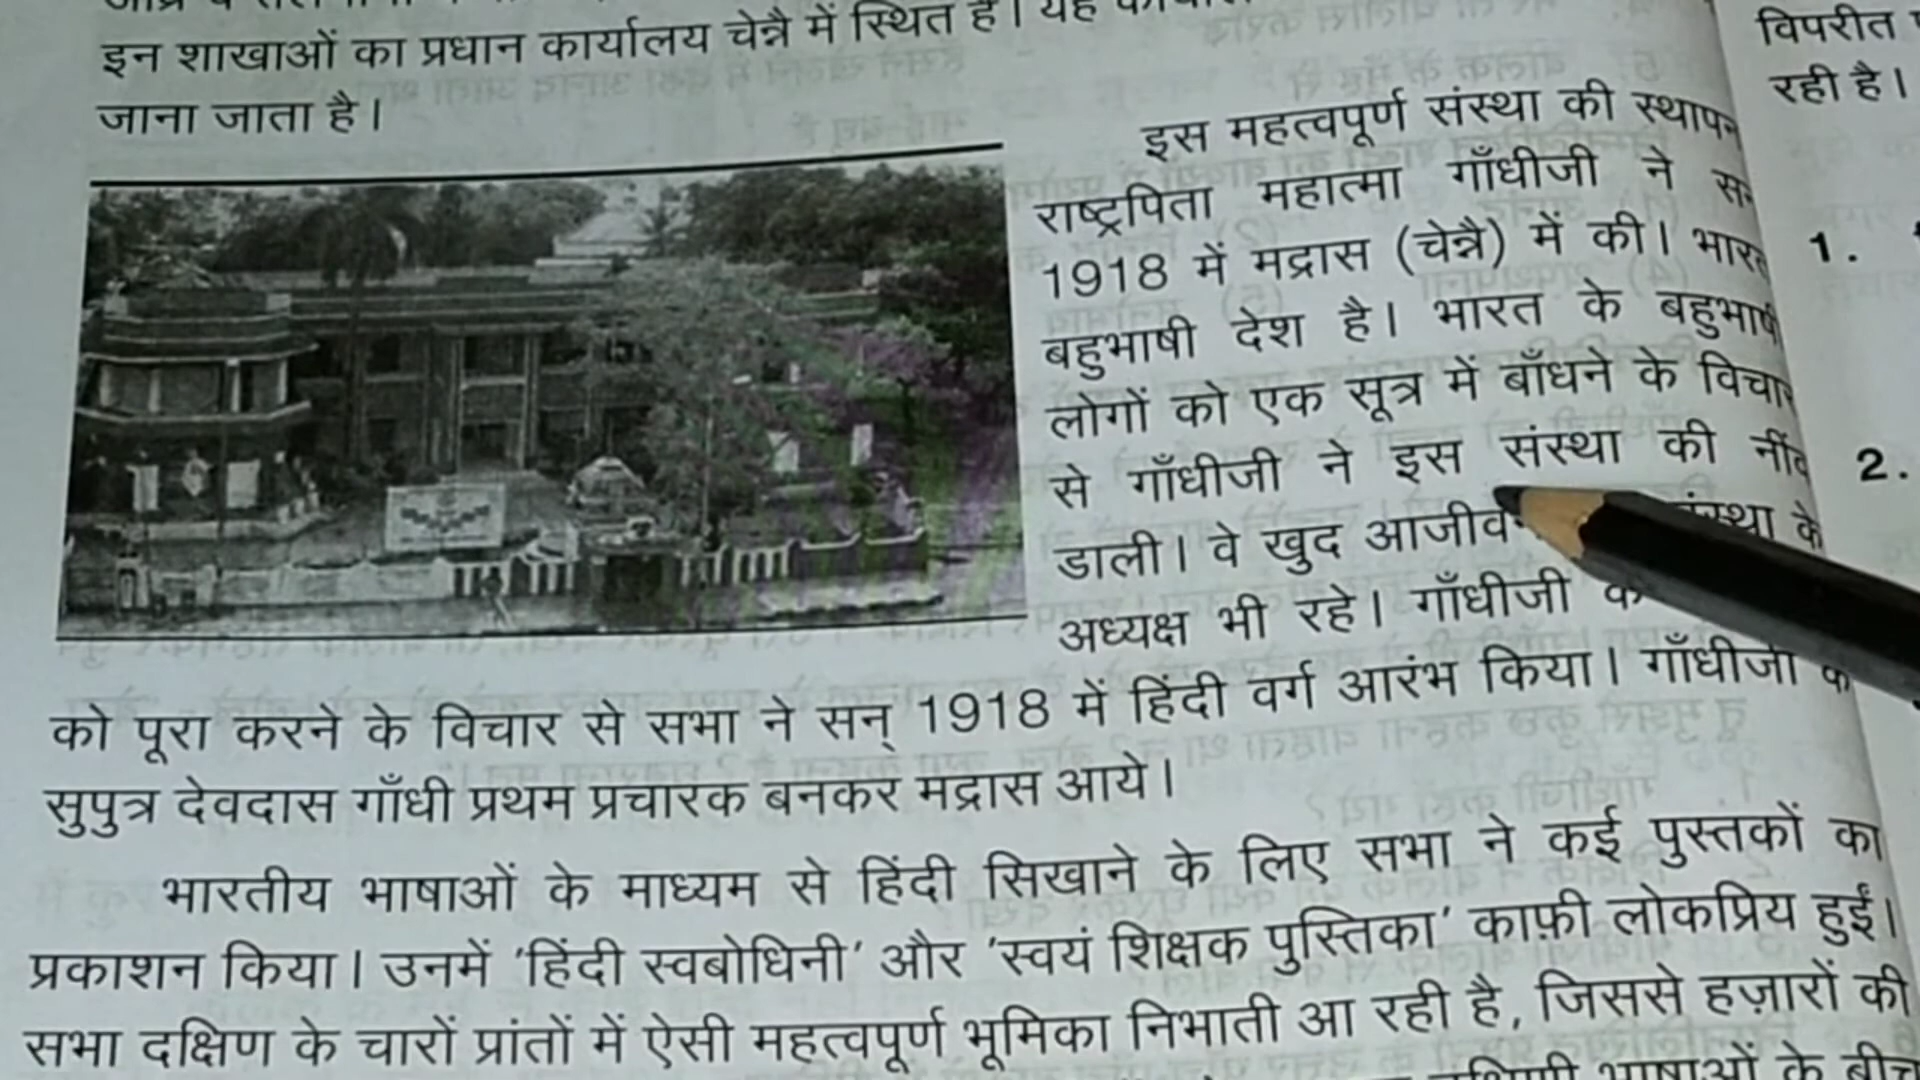 इन शाखाओं का प्रधान कार्यालय चेन्नै में स्थित है। यह
जाना जाता है।
इस महत्वपूर्ण संस्था की
राष्ट्रपिता महात्मा गाँधीजी ने
1918 में मद्रास (चेन्नै) में की।
बहुभाषी देश है। भारत के बहुभाषी
लोगों को एक सूत्र में बाँधने के विचार
से गाँधीजी ने इस संस्था की नींव
डाली। वे खुद संस्था के
अध्यक्ष भी रहे। गाँधीजी
को पूरा करने के विचार से सभा ने सन् 1918 में हिंदी वर्ग आरंभ किया। गाँधीजी
सुपुत्र देवदास गाँधी प्रथम प्रचारक बनकर मद्रास आये।
भारतीय भाषाओं के माध्यम से हिंदी सिखाने के लिए सभा ने कई पुस्तकों का
प्रकाशन किया। उनमें 'हिंदी स्वबोधिनी' और 'स्वयं शिक्षक पुस्तिका' काफ़ी लोकप्रिय हुईं।
सभा दक्षिण के चारों प्रांतों में ऐसी महत्वपूर्ण भूमिका निभाती आ रही है, जिससे हज़ारों की
भाषाओं के बीच
विपरीत
रही है।
1.
2.